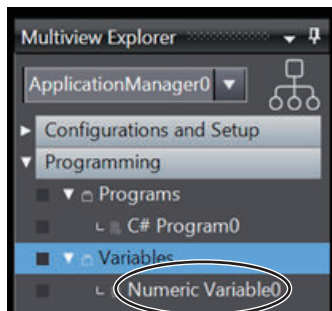 Multiview Explorer
ApplicationManager0
Configurations and Setup
Programming
Programs
C# Program0
Variables
Numeric Variable0